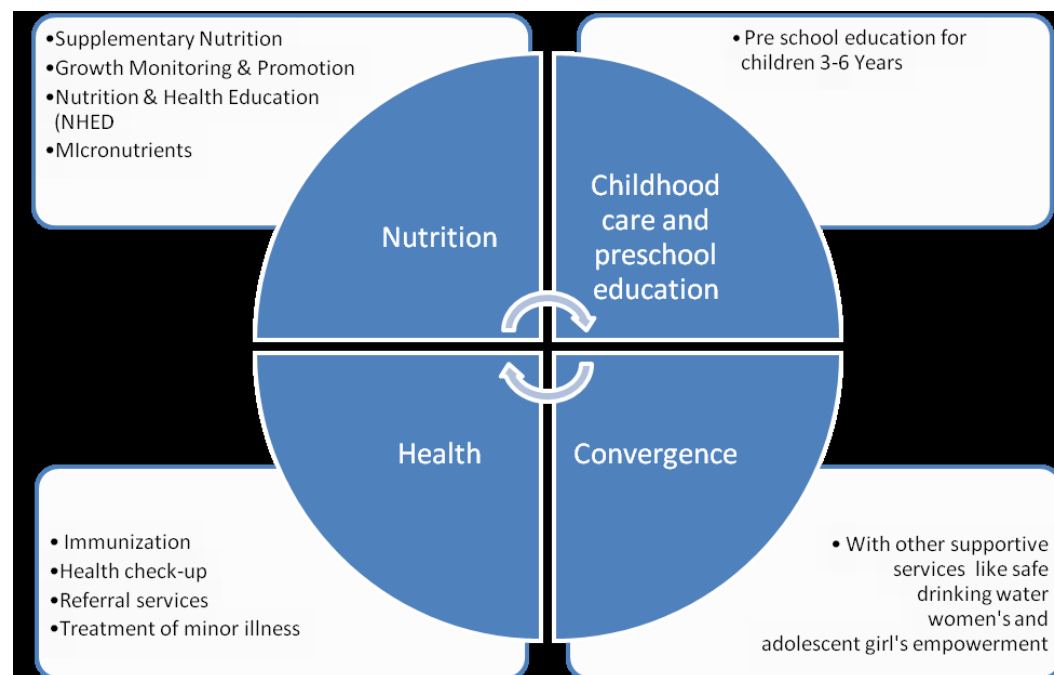 •Supplementary Nutrition
•Growth Monitoring & Promotion
•Nutrition & Health Education
(NHED
•MIcronutrients
• Pre school education for
children 3-6 Years
Nutrition
Childhood
care and
preschool
education
Health
Convergence
• Immunization
•Health check-up
•Referral services
•Treatment of minor illness
• With other supportive
services like safe
drinking water
women's and
adolescent girl's empowerment